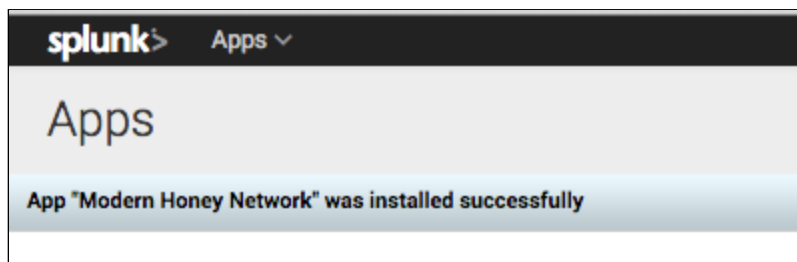 splunk> Apps
Apps
App "Modern Honey Network" was installed successfully